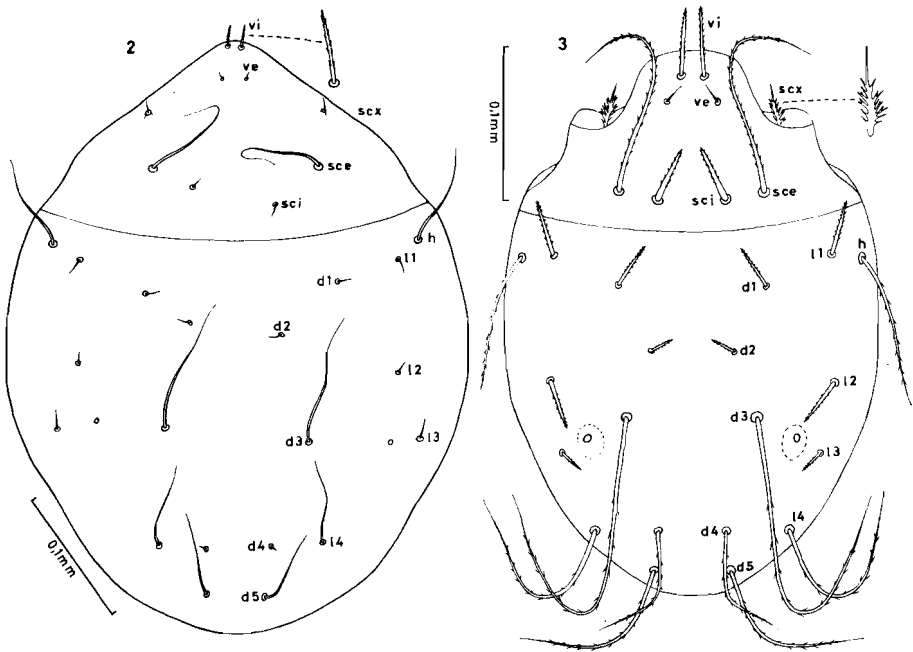 2
vi
ve
scx
sce
sci
h
l1
d1
d2
l2
d3
l3
d4
l4
d5
0,1mm
3
vi
0,1mm
ve
scx
sci
sce
l1
h
d1
d2
l2
d3
l3
d4
l4
d5